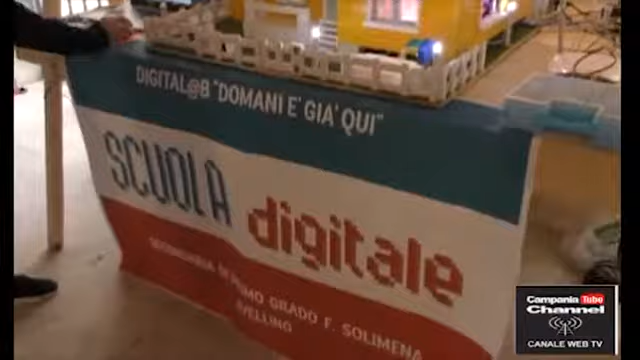 DIGITAL@B "DOMANI E' GIA' QUI"
SCUOLA digitale
SECONDARIA DI PRIMO GRADO F. SOLIMENA
AVELLINO
Campania Tube
Channel
CANALE WEB TV